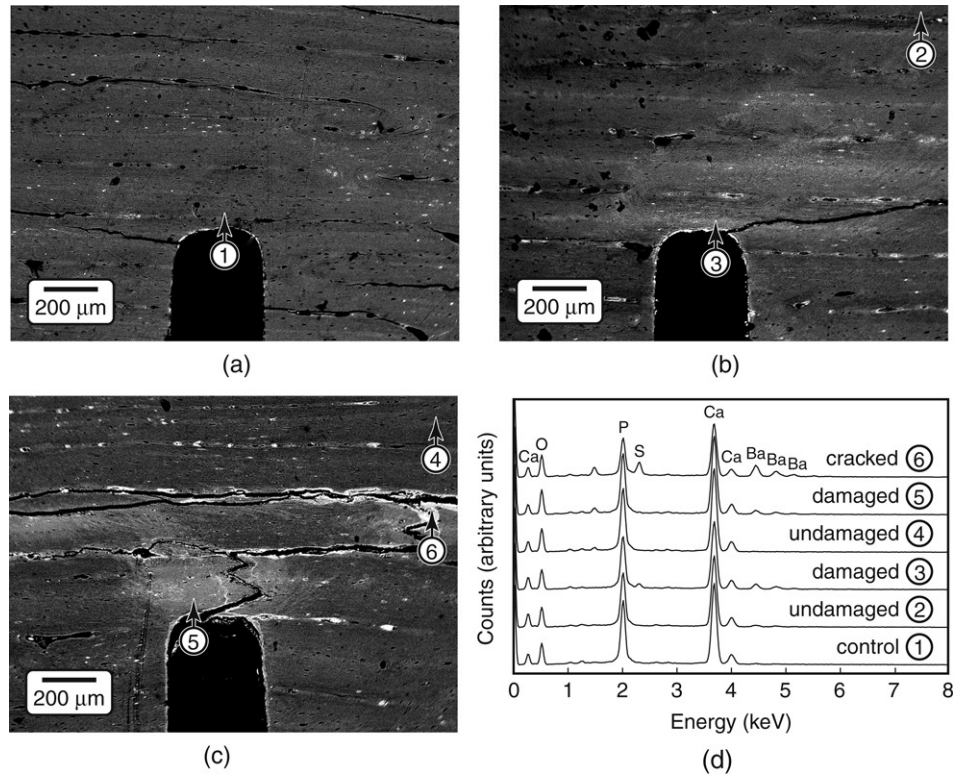 1
200 µm
(a)
2
3
200 µm
(b)
4
6
5
200 µm
(c)
Counts (arbitrary units)
Ca
O
P
S
Ca
Ca
Ba
Ba
Ba
cracked 6
damaged 5
undamaged 4
damaged 3
undamaged 2
control 1
0 1 2 3 4 5 6 7 8
Energy (keV)
(d)